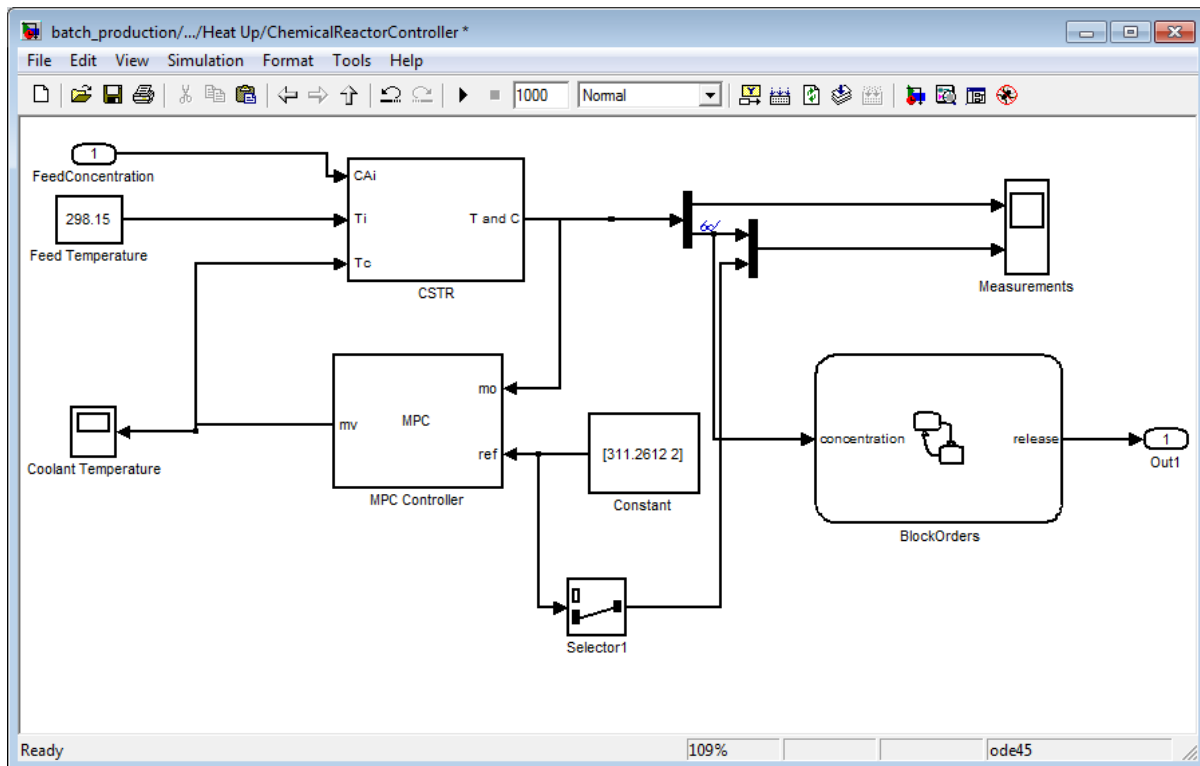 batch_production/.../Heat Up/ChemicalReactorController *
File Edit View Simulation Format Tools Help
1000 Normal
1
FeedConcentration
298.15
Feed Temperature
CAi
Ti
Tc
T and C
CSTR
Measurements
mo
mv
MPC
ref
MPC Controller
Coolant Temperature
[311.2612 2]
Constant
concentration
release
BlockOrders
1
Out1
Selector1
Ready 109% ode45